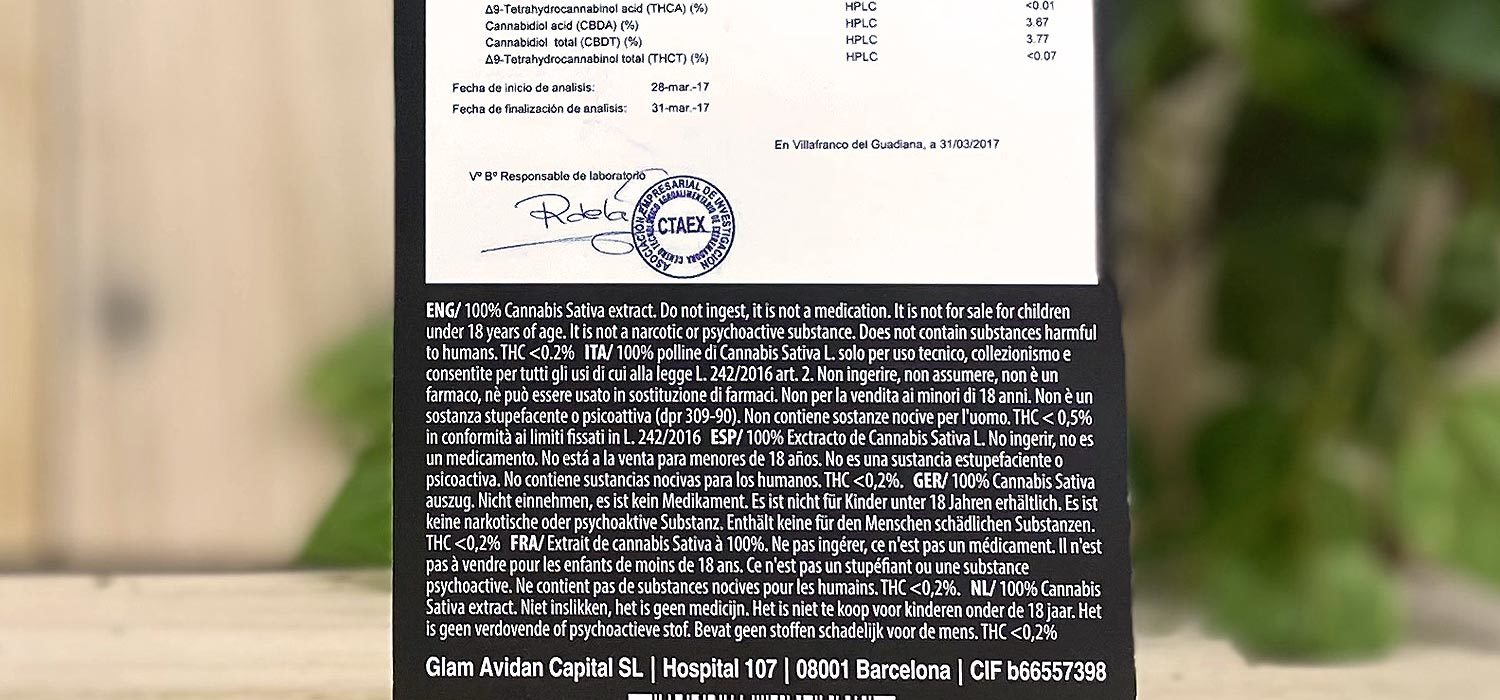 Δ9-Tetrahydrocannabinol acid (THCA) (%) HPLC <0.01
Cannabidiol acid (CBDA) (%) HPLC 3.67
Cannabidiol total (CBDT) (%) HPLC 3.77
Δ9-Tetrahydrocannabinol total (THCT) (%) HPLC <0.07
Fecha de inicio de analisis: 28-mar.-17
Fecha de finalización de analisis: 31-mar.-17
En Villafranco del Guadiana, a 31/03/2017
Vº Bº Responsable de laboratorio
ASOCIACIÓN EMPRESARIAL DE INVESTIGACIÓN
CENTRO TECNOLÓGICO AGROALIMENTARIO DE EXTREMADURA
CTAEX
ENG/ 100% Cannabis Sativa extract. Do not ingest, it is not a medication. It is not for sale for children
under 18 years of age. It is not a narcotic or psychoactive substance. Does not contain substances harmful
to humans. THC <0.2% ITA/ 100% polline di Cannabis Sativa L. solo per uso tecnico, collezionismo e
consentite per tutti gli usi di cui alla legge L. 242/2016 art. 2. Non ingerire, non assumere, non è un
farmaco, nè può essere usato in sostituzione di farmaci. Non per la vendita ai minori di 18 anni. Non è un
sostanza stupefacente o psicoattiva (dpr 309-90). Non contiene sostanze nocive per l'uomo. THC < 0,5%
in conformità ai limiti fissati in L. 242/2016 ESP/ 100% Exctracto de Cannabis Sativa L. No ingerir, no es
un medicamento. No está a la venta para menores de 18 años. No es una sustancia estupefaciente o
psicoactiva. No contiene sustancias nocivas para los humanos. THC <0,2%. GER/ 100% Cannabis Sativa
auszug. Nicht einnehmen, es ist kein Medikament. Es ist nicht für Kinder unter 18 Jahren erhältlich. Es ist
keine narkotische oder psychoaktive Substanz. Enthält keine für den Menschen schädlichen Substanzen.
THC <0,2% FRA/ Extrait de cannabis Sativa à 100%. Ne pas ingérer, ce n'est pas un médicament. Il n'est
pas à vendre pour les enfants de moins de 18 ans. Ce n'est pas un stupéfiant ou une substance
psychoactive. Ne contient pas de substances nocives pour les humains. THC <0,2%. NL/ 100% Cannabis
Sativa extract. Niet inslikken, het is geen medicijn. Het is niet te koop voor kinderen onder de 18 jaar. Het
is geen verdovende of psychoactieve stof. Bevat geen stoffen schadelijk voor de mens. THC <0,2%
Glam Avidan Capital SL | Hospital 107 | 08001 Barcelona | CIF b66557398